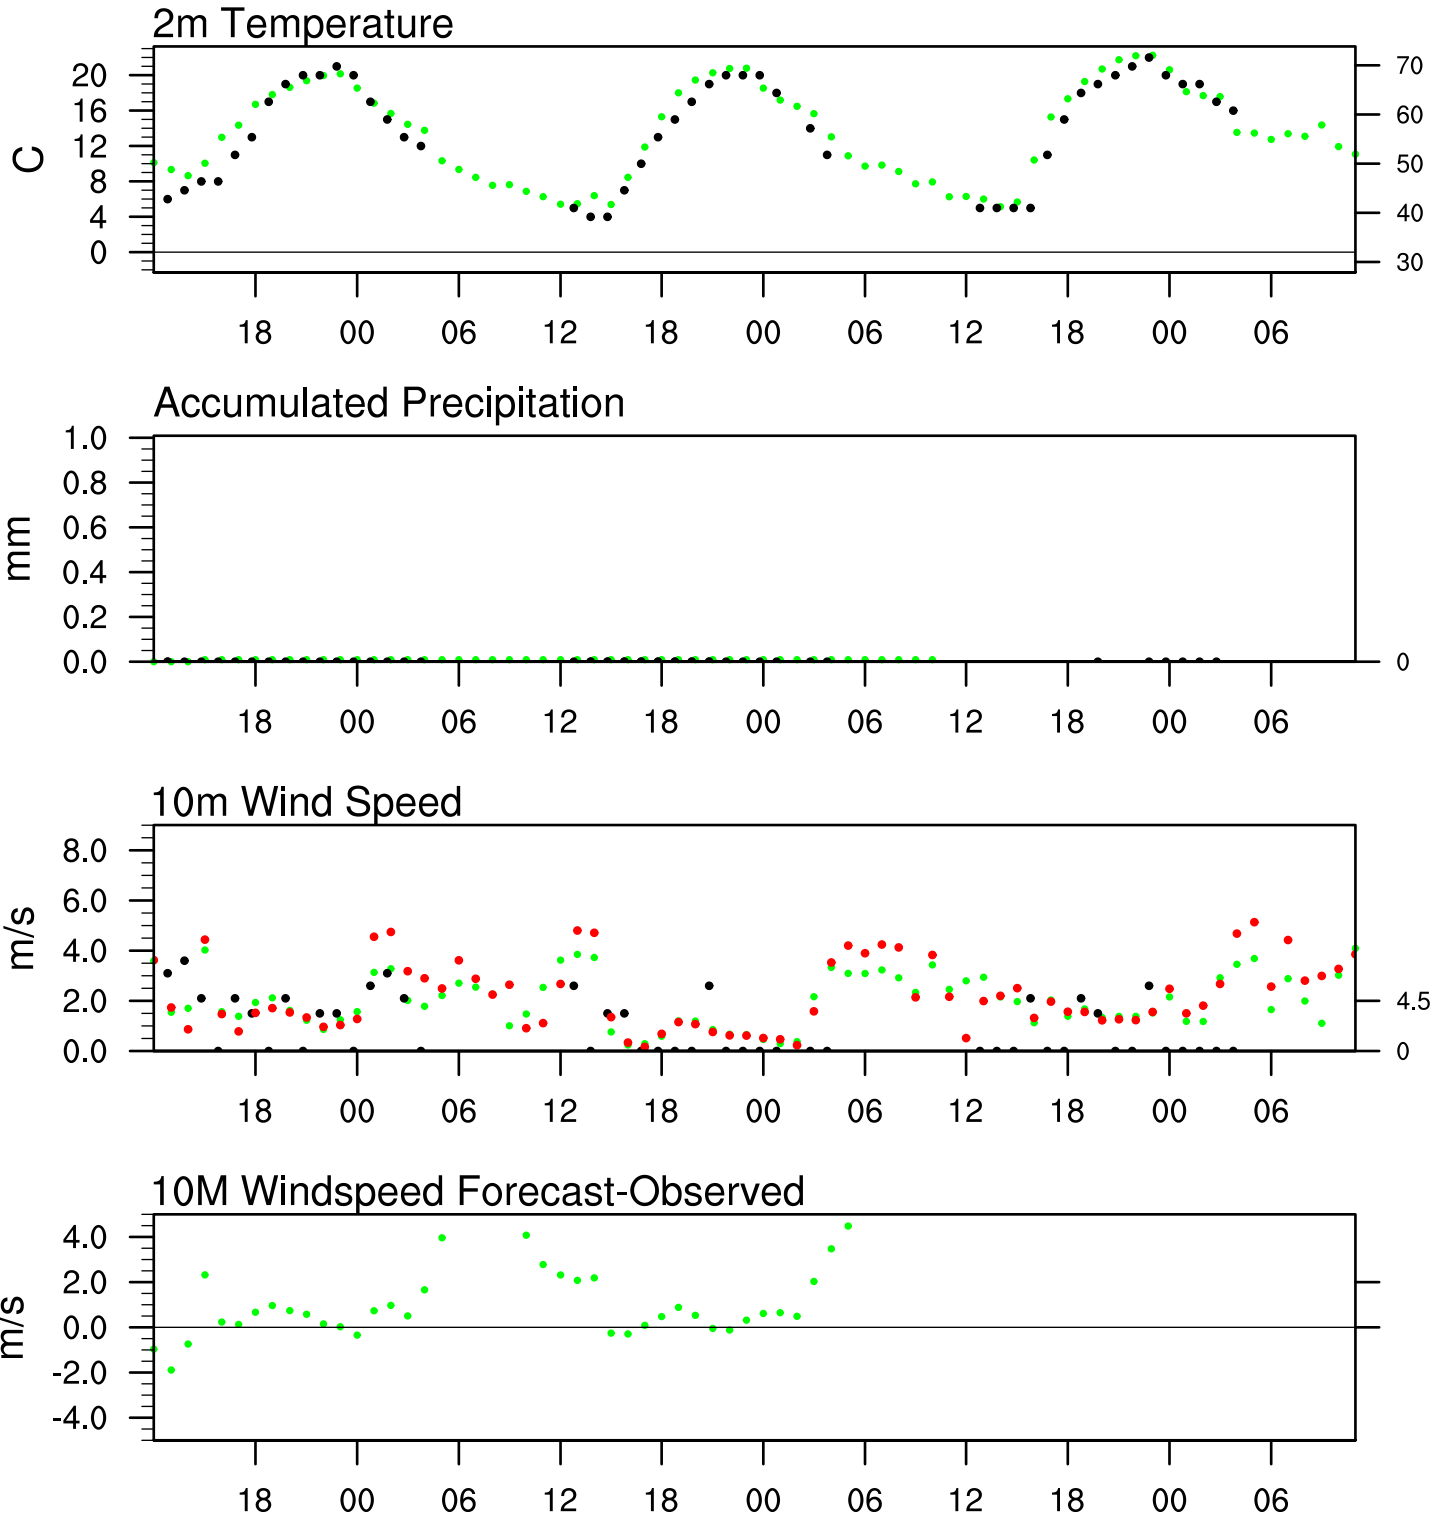 2m Temperature
20
16
12
8
4
0
C
70
60
50
40
30
18 00 06 12 18 00 06 12 18 00 06
Accumulated Precipitation
1.0
0.8
0.6
0.4
0.2
0.0
mm
0
18 00 06 12 18 00 06 12 18 00 06
10m Wind Speed
8.0
6.0
4.0
2.0
0.0
m/s
4.5
0
18 00 06 12 18 00 06 12 18 00 06
10M Windspeed Forecast-Observed
4.0
2.0
0.0
-2.0
-4.0
m/s
18 00 06 12 18 00 06 12 18 00 06